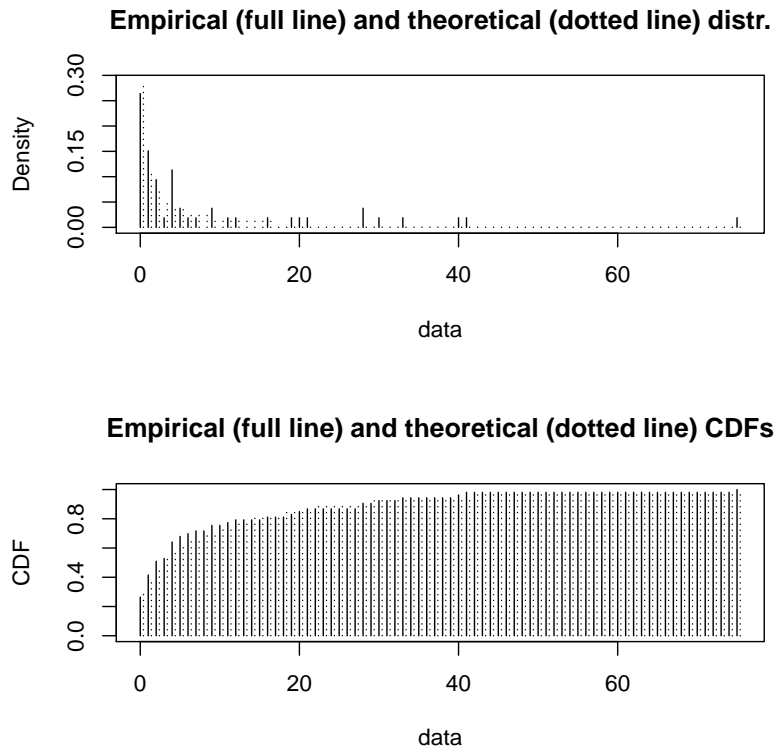 Empirical (full line) and theoretical (dotted line) distr.
Density
0.00 0.15 0.30
0 20 40 60
data
Empirical (full line) and theoretical (dotted line) CDFs
CDF
0.0 0.4 0.8
0 20 40 60
data